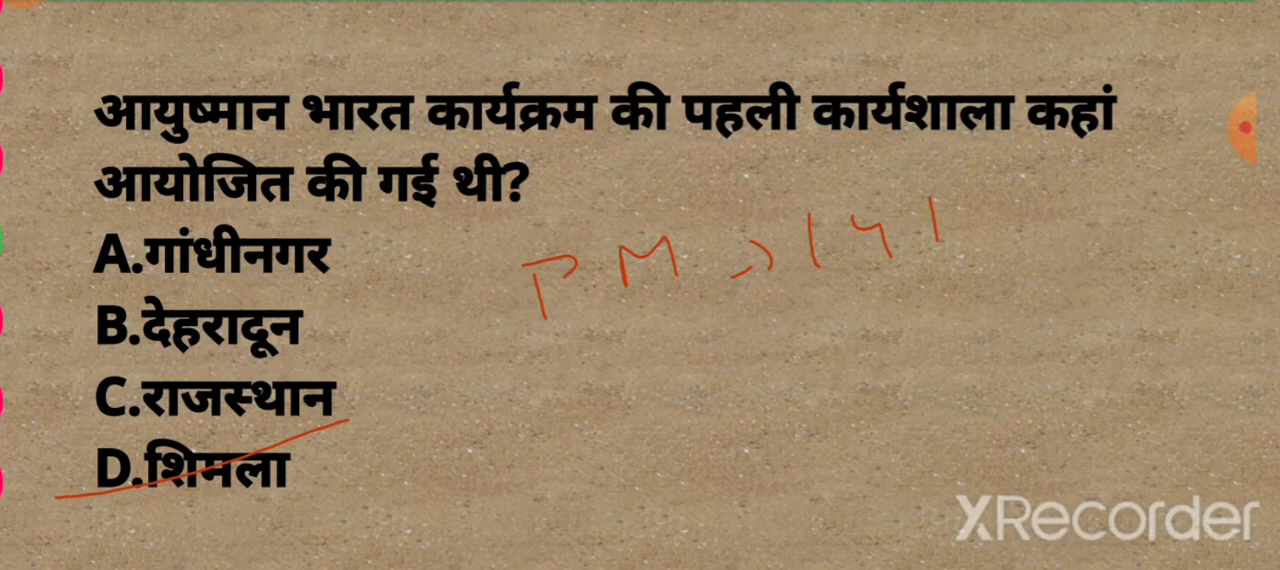 आयुष्मान भारत कार्यक्रम की पहली कार्यशाला कहां
आयोजित की गई थी?
A.गांधीनगर
P.M
B.देहरादून
C.राजस्थान
D.शिमला
XRecorder